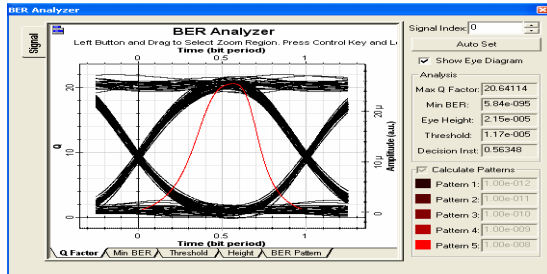 BER Analyzer
Signal
BER Analyzer
Left Button and Drag to Select Zoom Region. Press Control Key and L
Time (bit period)
0
0.5
1
Q
20
10
0
Amplitude (a.u.)
20 µ
10 µ
0
0
0.5
1
Time (bit period)
Q Factor
Min BER
Threshold
Height
BER Pattern
Signal Index: 0
Auto Set
Show Eye Diagram
Analysis
Max Q Factor: 20.64114
Min BER: 5.84e-095
Eye Height: 2.15e-005
Threshold: 1.17e-005
Decision Inst: 0.56348
Calculate Patterns
Pattern 1: 1.00e-012
Pattern 2: 1.00e-011
Pattern 3: 1.00e-010
Pattern 4: 1.00e-009
Pattern 5: 1.00e-008